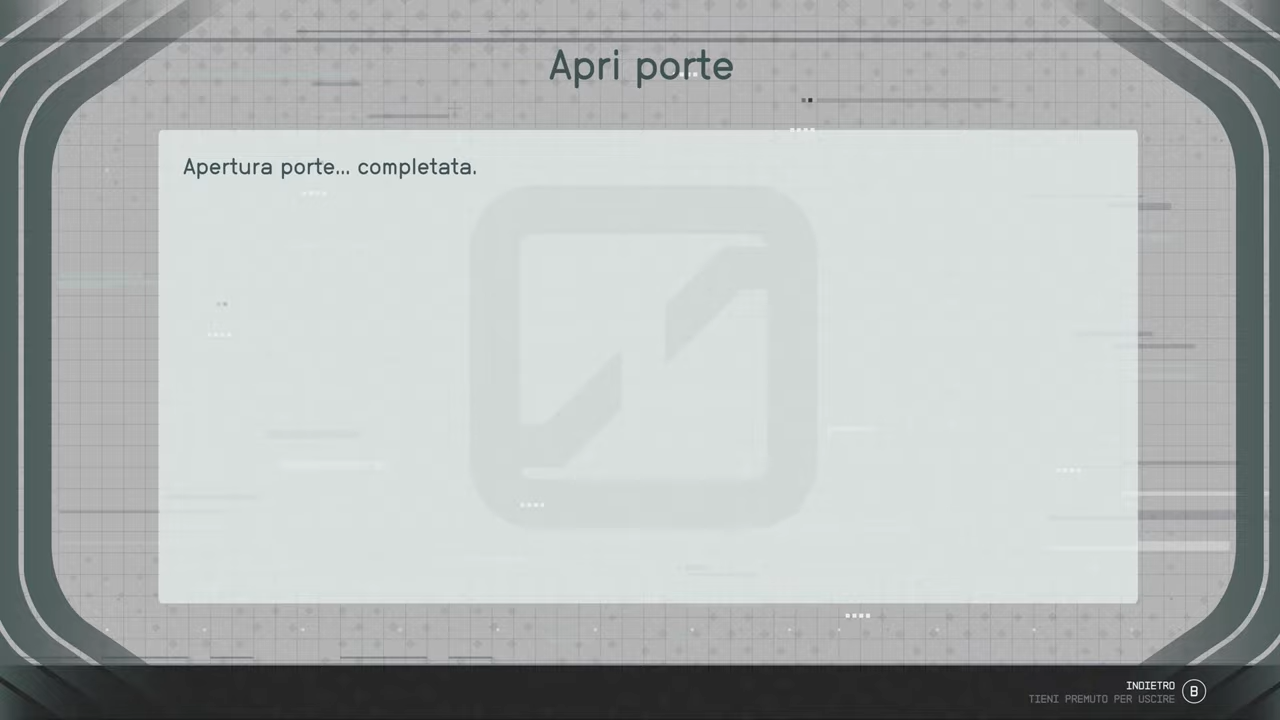 Apri porte
Apertura porte... completata.
INDIETRO
B
TIENI PREMUTO PER USCIRE